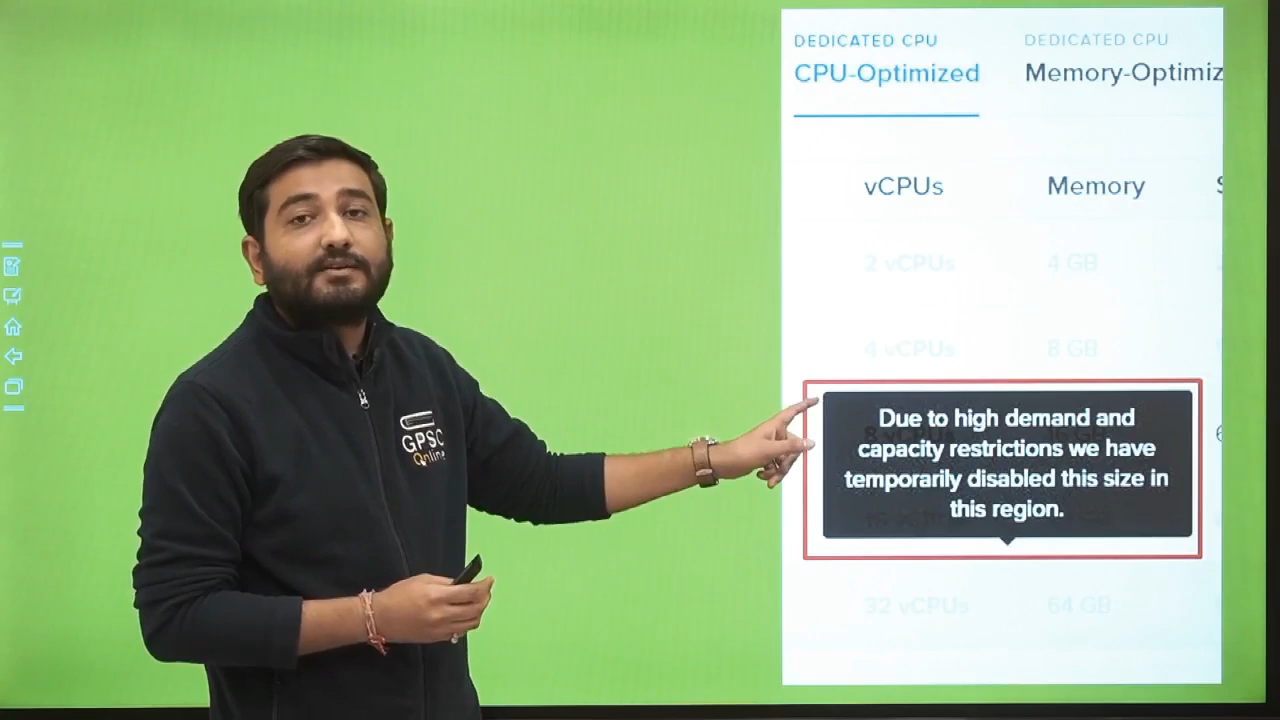 DEDICATED CPU
CPU-Optimized
DEDICATED CPU
Memory-Optimiz
vCPUs
Memory
2 vCPUs
4 GB
4 vCPUs
8 GB
Due to high demand and
capacity restrictions we have
temporarily disabled this size in
this region.
32 vCPUs
64 GB
GPSC
Online